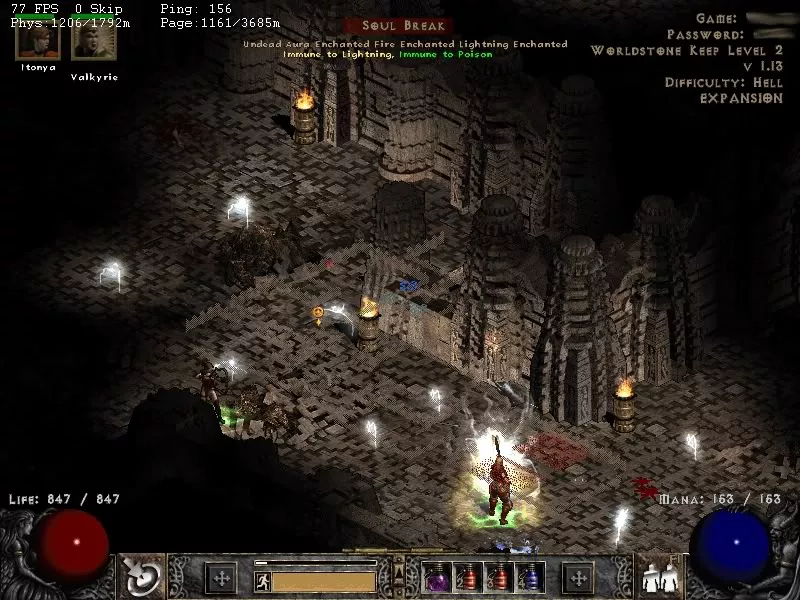 77 FPS 0 Skip Ping: 156
Phys:1206/1792m Page:1161/3685m
Soul Break
Undead Aura Enchanted Fire Enchanted Lightning Enchanted
Immune to Lightning, Immune to Poison
Game:
Password:
Worldstone Keep Level 2
v 1.13
Difficulty: Hell
EXPANSION
Itonya
Valkyrie
Life: 847 / 847
Mana: 163 / 163